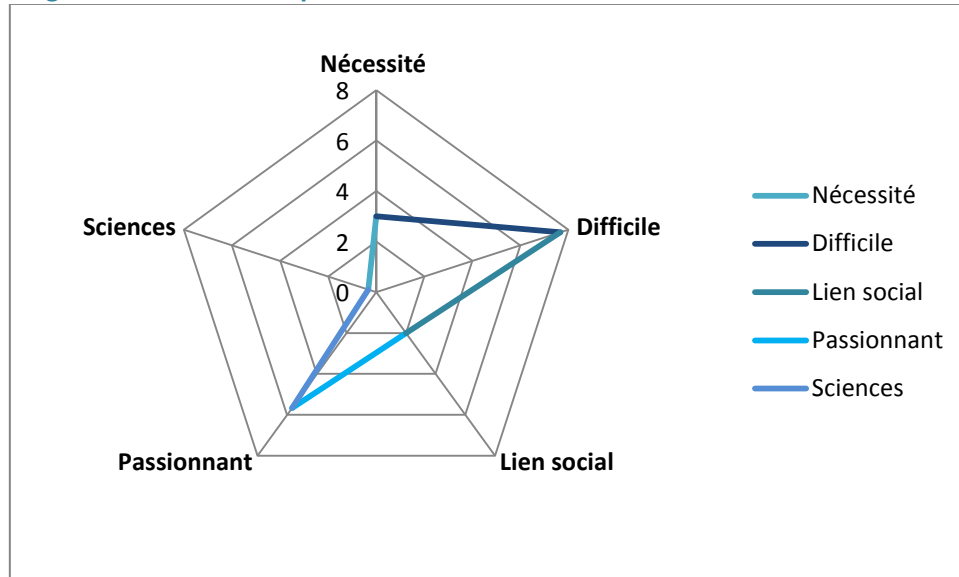 Nécessité
8
6
4
2
0
Sciences
Difficile
Passionnant
Lien social
Nécessité
Difficile
Lien social
Passionnant
Sciences